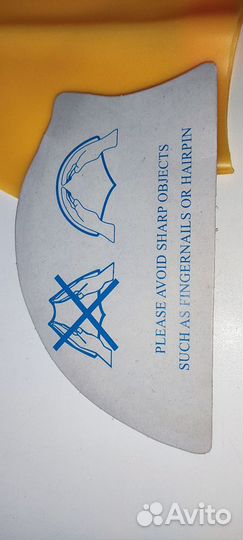 PLEASE AVOID SHARP OBJECTS
SUCH AS FINGERNAILS OR HAIRPIN
Avito